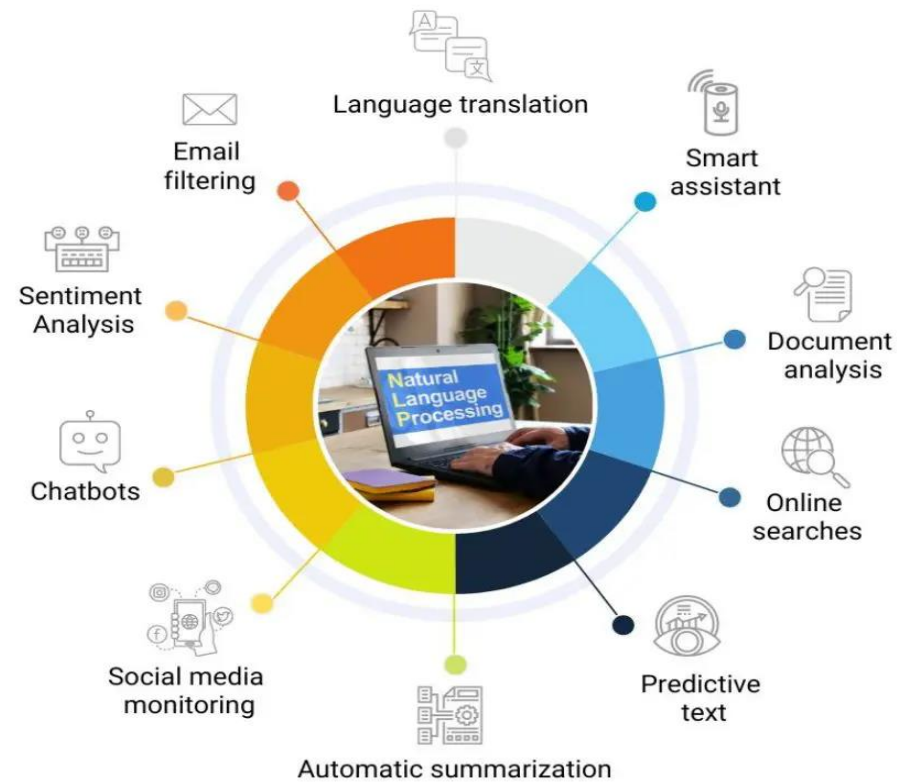 A
文
Language translation
Smart
assistant
Document
analysis
Online
searches
Predictive
text
Automatic summarization
Social media
monitoring
f
Chatbots
Sentiment
Analysis
Email
filtering
Natural
Language
Processing